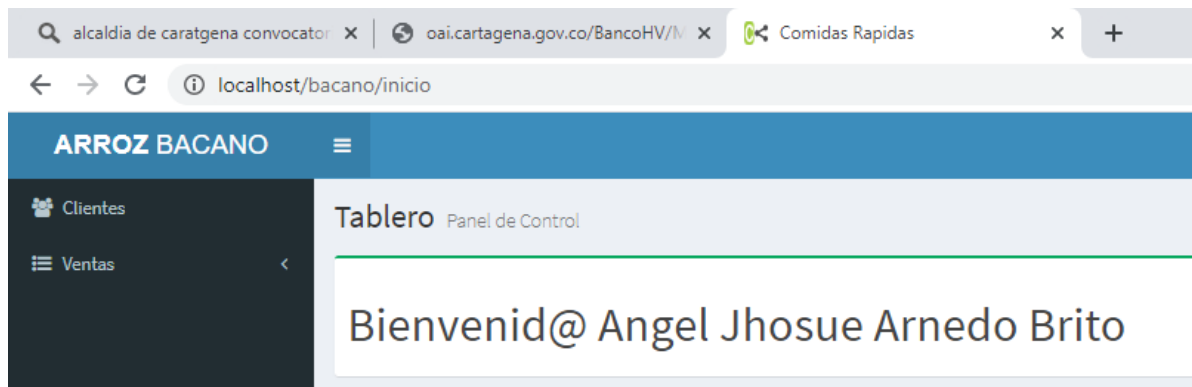 alcaldia de caratgena convocator
oai.cartagena.gov.co/BancoHV/M
Comidas Rapidas
localhost/bacano/inicio
ARROZ BACANO
Clientes
Ventas
Tablero Panel de Control
Bienvenid@ Angel Jhosue Arnedo Brito